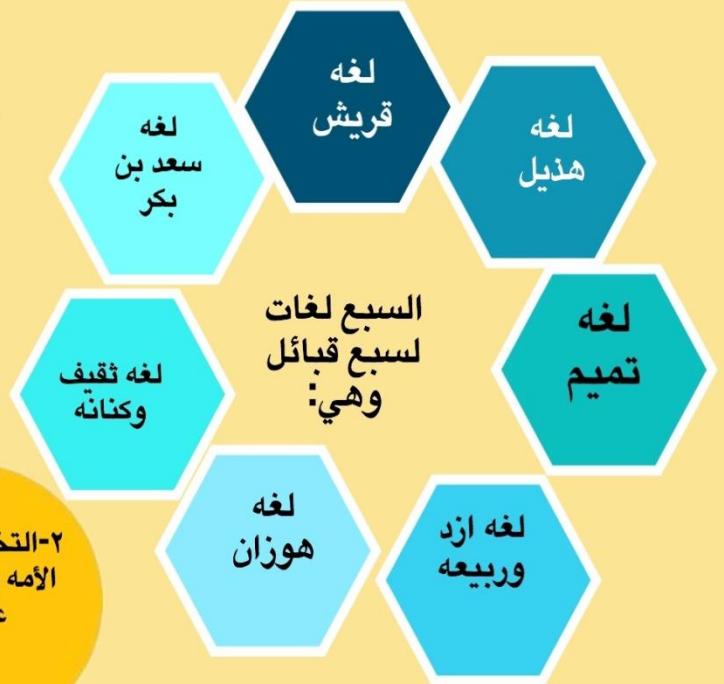 لغه
قريش
لغه
هذيل
لغه
تميم
لغه ازد
وربيعه
لغه
هوزان
لغه ثقيف
وكنانه
لغه
سعد بن
بكر
السبع لغات
لسبع قبائل
وهي:
٢-
الأمه